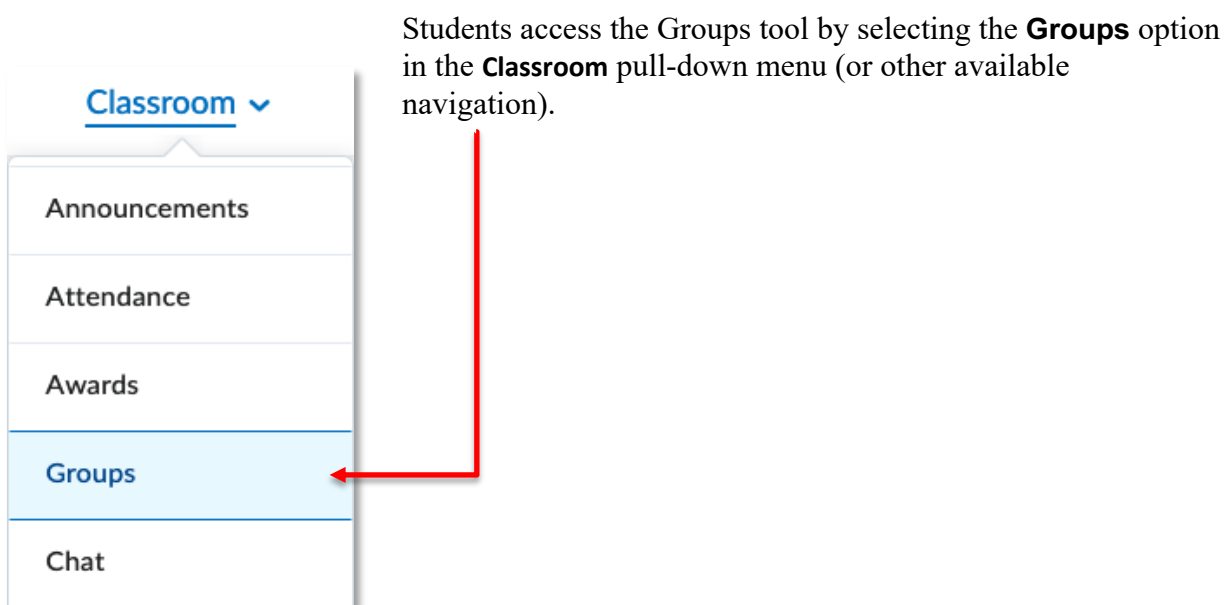 Students access the Groups tool by selecting the Groups option
in the Classroom pull-down menu (or other available
navigation).
Classroom
Announcements
Attendance
Awards
Groups
Chat